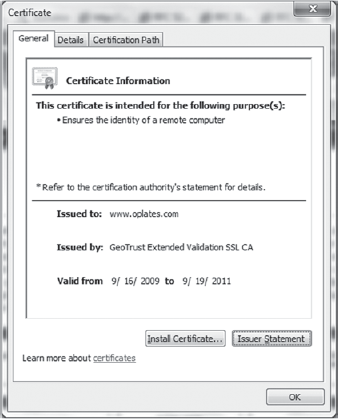 Certificate
General Details Certification Path
Certificate Information
This certificate is intended for the following purpose(s):
• Ensures the identity of a remote computer
* Refer to the certification authority's statement for details.
Issued to: www.oplates.com
Issued by: GeoTrust Extended Validation SSL CA
Valid from 9/ 16/ 2009 to 9/ 19/ 2011
Install Certificate... Issuer Statement
Learn more about certificates
OK